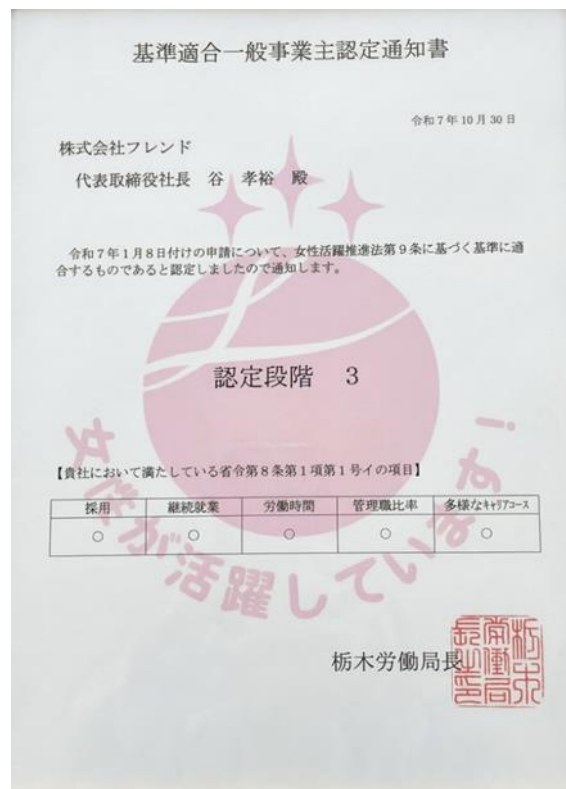 基準適合一般事業主認定通知書
令和7年10月30日
株式会社フレンド
代表取締役社長 谷 孝裕 殿
令和7年1月8日付けの申請について、女性活躍推進法第9条に基づく基準に適
合するものであると認定しましたので通知します。
認定段階 3
【貴社において満たしている省令第8条第1項第1号イの項目】
採用 継続就業 労働時間 管理職比率 多様なキャリアコース
○ ○ ○ ○ ○
女性が活躍しています!
栃木労働局長
栃木労働局長之印